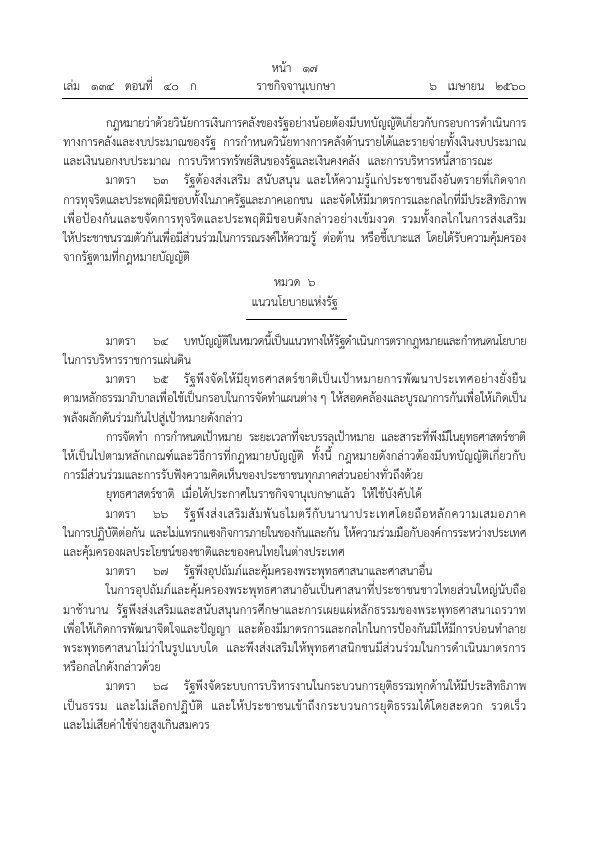 หน้า ๑๗
เล่ม ๑๓๔ ตอนที่ ๔๐ ก ราชกิจจานุเบกษา ๖ เมษายน ๒๕๖๐
กฎหมายว่าด้วยวินัยการเงินการคลังของรัฐอย่างน้อยต้องมีบทบัญญัติเกี่ยวกับกรอบการดำเนินการ
ทางการคลังและงบประมาณของรัฐ การกำหนดวินัยทางการคลังด้านรายได้และรายจ่ายทั้งเงินงบประมาณ
และเงินนอกงบประมาณ การบริหารทรัพย์สินของรัฐและเงินคงคลัง และการบริหารหนี้สาธารณะ
มาตรา ๖๓ รัฐต้องส่งเสริม สนับสนุน และให้ความรู้แก่ประชาชนถึงอันตรายที่เกิดจาก
การทุจริตและประพฤติมิชอบทั้งในภาครัฐและภาคเอกชน และจัดให้มีมาตรการและกลไกที่มีประสิทธิภาพ
เพื่อป้องกันและขจัดการทุจริตและประพฤติมิชอบดังกล่าวอย่างเข้มงวด รวมทั้งกลไกในการส่งเสริม
ให้ประชาชนรวมตัวกันเพื่อมีส่วนร่วมในการรณรงค์ให้ความรู้ ต่อต้าน หรือชี้เบาะแส โดยได้รับความคุ้มครอง
จากรัฐตามที่กฎหมายบัญญัติ
หมวด ๖
แนวนโยบายแห่งรัฐ
มาตรา ๖๔ บทบัญญัติในหมวดนี้เป็นแนวทางให้รัฐดำเนินการตรากฎหมายและกำหนดนโยบาย
ในการบริหารราชการแผ่นดิน
มาตรา ๖๕ รัฐพึงจัดให้มียุทธศาสตร์ชาติเป็นเป้าหมายการพัฒนาประเทศอย่างยั่งยืน
ตามหลักธรรมาภิบาลเพื่อใช้เป็นกรอบในการจัดทำแผนต่าง ๆ ให้สอดคล้องและบูรณาการกันเพื่อให้เกิดเป็น
พลังผลักดันร่วมกันไปสู่เป้าหมายดังกล่าว
การจัดทำ การกำหนดเป้าหมาย ระยะเวลาที่จะบรรลุเป้าหมาย และสาระที่พึงมีในยุทธศาสตร์ชาติ
ให้เป็นไปตามหลักเกณฑ์และวิธีการที่กฎหมายบัญญัติ ทั้งนี้ กฎหมายดังกล่าวต้องมีบทบัญญัติเกี่ยวกับ
การมีส่วนร่วมและการรับฟังความคิดเห็นของประชาชนทุกภาคส่วนอย่างทั่วถึงด้วย
ยุทธศาสตร์ชาติ เมื่อได้ประกาศในราชกิจจานุเบกษาแล้ว ให้ใช้บังคับได้
มาตรา ๖๖ รัฐพึงส่งเสริมสัมพันธไมตรีกับนานาประเทศโดยถือหลักความเสมอภาค
ในการปฏิบัติต่อกัน และไม่แทรกแซงกิจการภายในของกันและกัน ให้ความร่วมมือกับองค์การระหว่างประเทศ
และคุ้มครองผลประโยชน์ของชาติและของคนไทยในต่างประเทศ
มาตรา ๖๗ รัฐพึงอุปถัมภ์และคุ้มครองพระพุทธศาสนาและศาสนาอื่น
ในการอุปถัมภ์และคุ้มครองพระพุทธศาสนาอันเป็นศาสนาที่ประชาชนชาวไทยส่วนใหญ่นับถือ
มาช้านาน รัฐพึงส่งเสริมและสนับสนุนการศึกษาและการเผยแผ่หลักธรรมของพระพุทธศาสนาเถรวาท
เพื่อให้เกิดการพัฒนาจิตใจและปัญญา และต้องมีมาตรการและกลไกในการป้องกันมิให้มีการบ่อนทำลาย
พระพุทธศาสนาไม่ว่าในรูปแบบใด และพึงส่งเสริมให้พุทธศาสนิกชนมีส่วนร่วมในการดำเนินมาตรการ
หรือกลไกดังกล่าวด้วย
มาตรา ๖๘ รัฐพึงจัดระบบการบริหารงานในกระบวนการยุติธรรมทุกด้านให้มีประสิทธิภาพ
เป็นธรรม และไม่เลือกปฏิบัติ และให้ประชาชนเข้าถึงกระบวนการยุติธรรมได้โดยสะดวก รวดเร็ว
และไม่เสียค่าใช้จ่ายสูงเกินสมควร